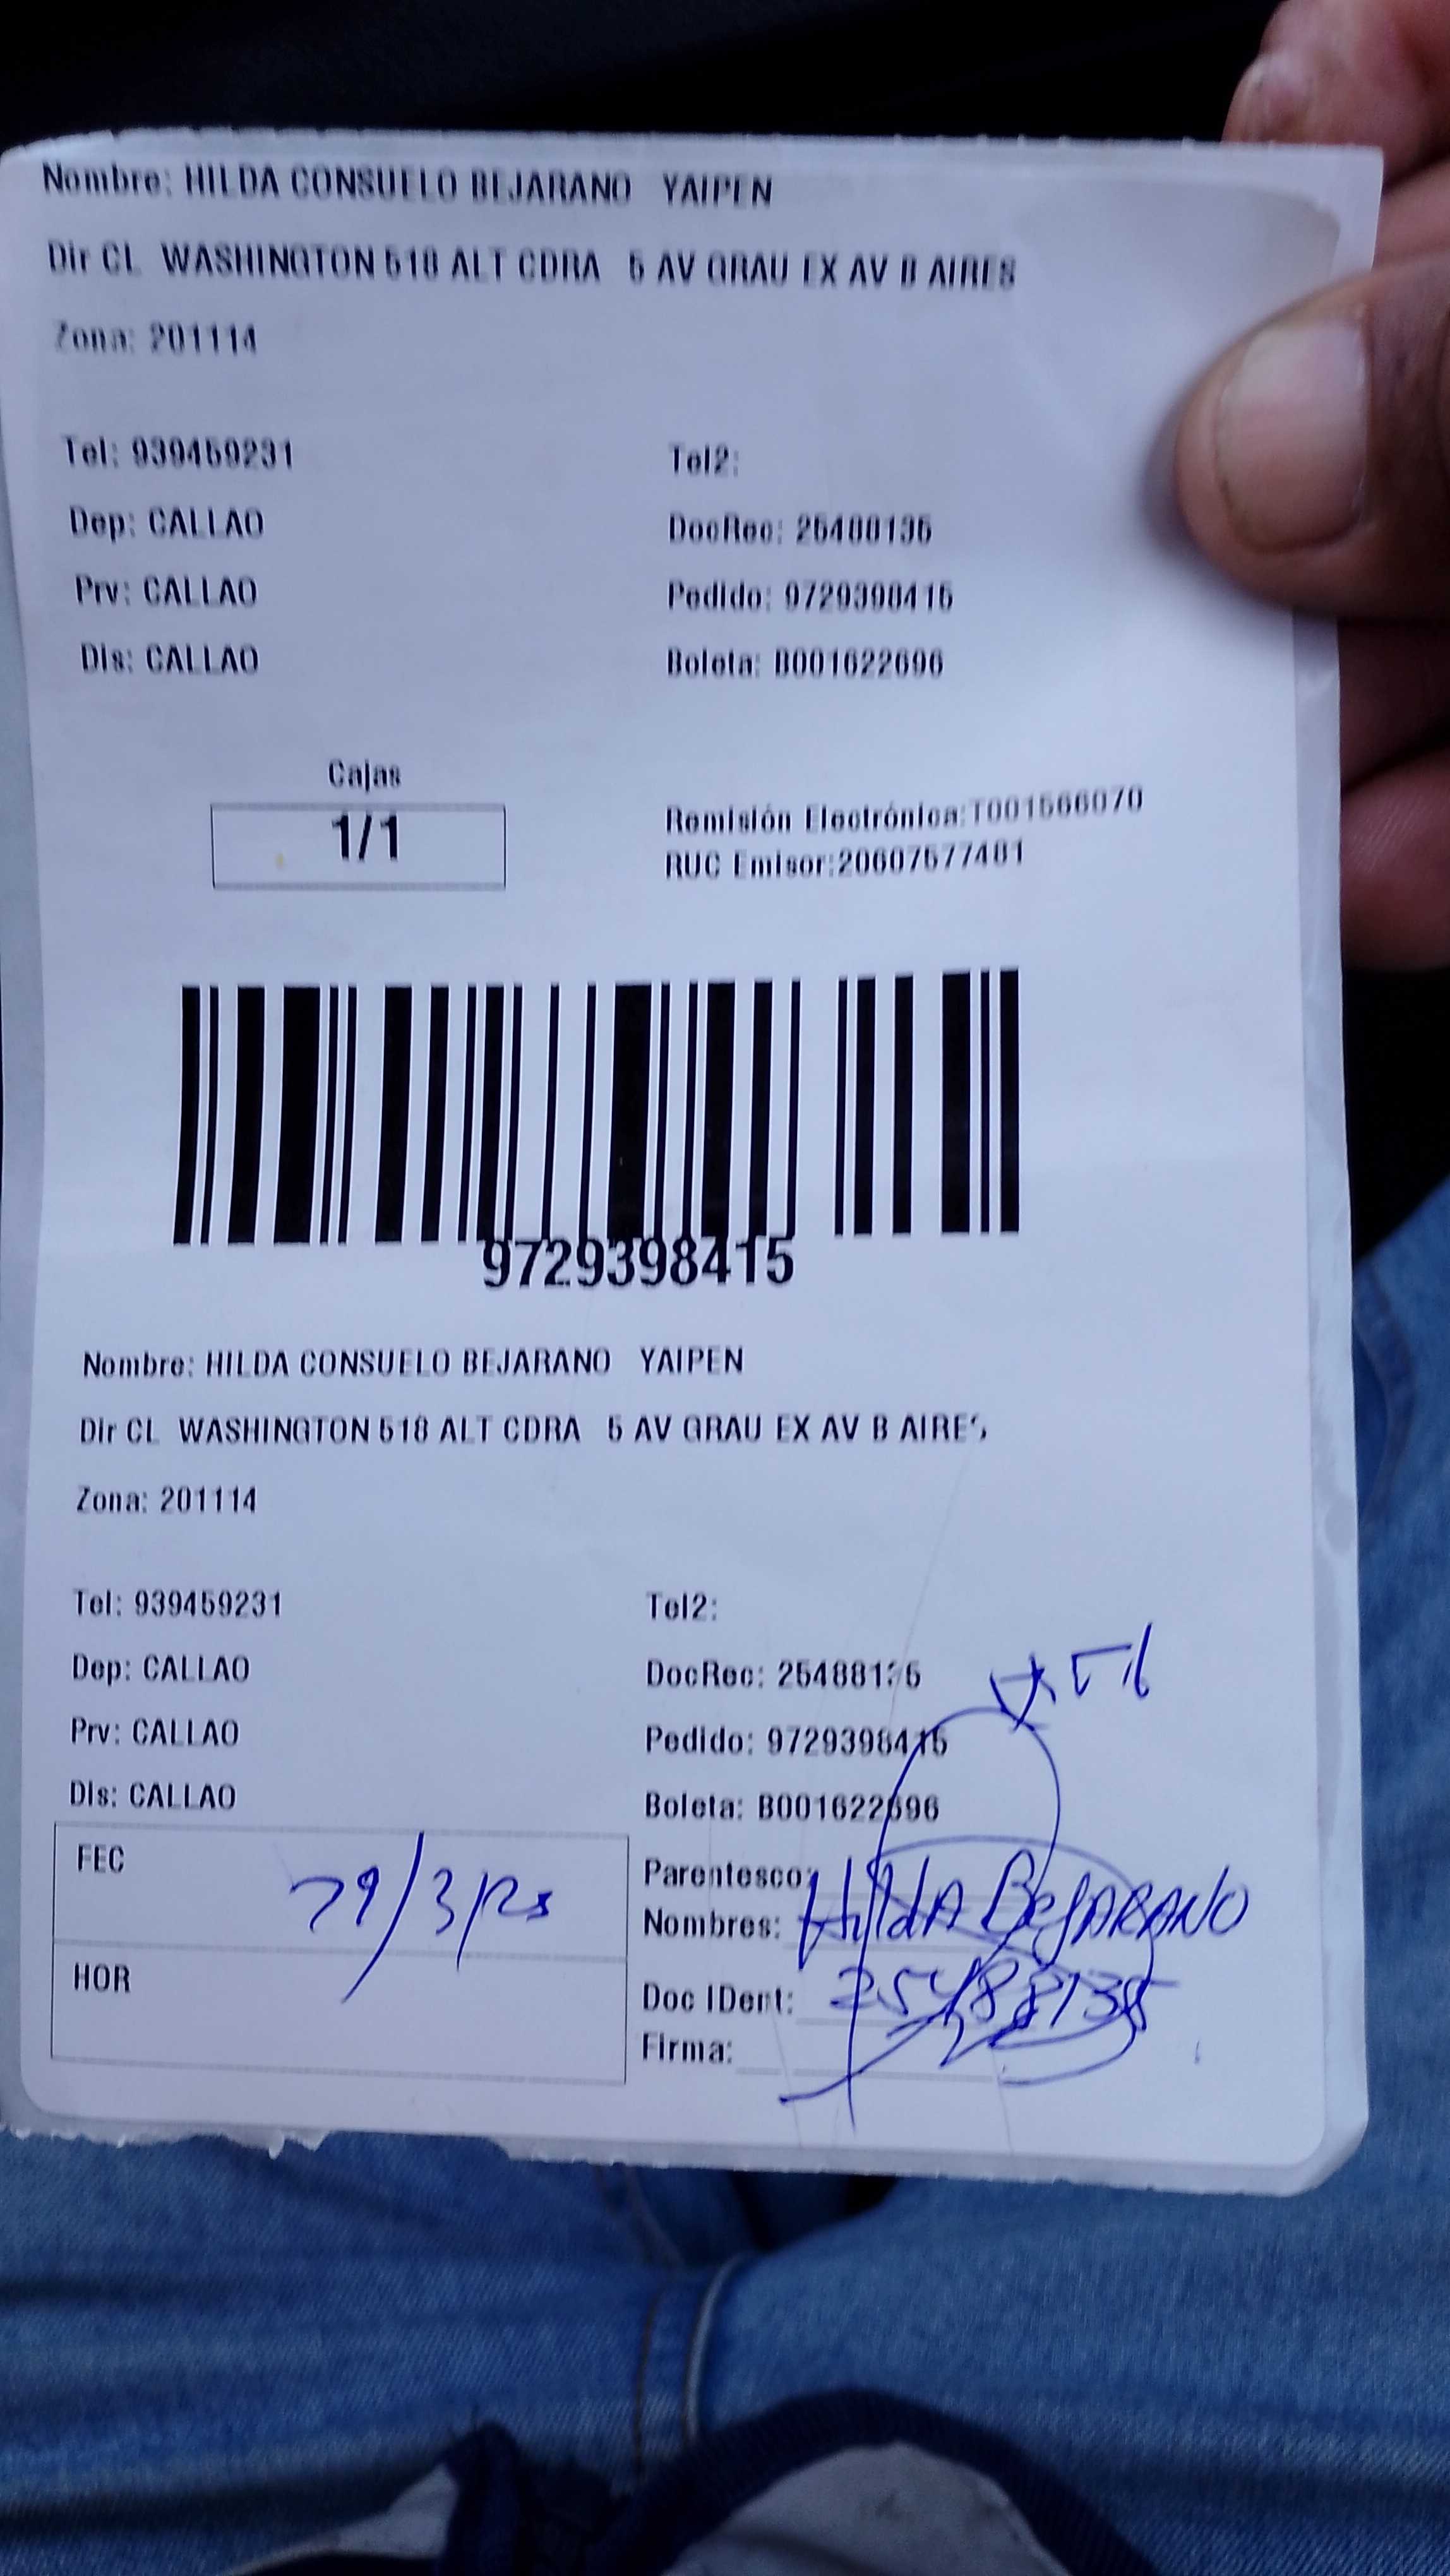 Nombre: HILDA CONSUELO BEJARANO YAIPEN
Dir CL WASHINGTON 518 ALT CDRA 5 AV GRAU EX AV B AIRES
Zona: 201114
Tel: 939459231 Tel2:
Dep: CALLAO DocRec: 25488135
Prv: CALLAO Pedido: 9729398415
Dis: CALLAO Boleta: B001622696
Cajas
1/1
Remisión Electrónica:T001566070
RUC Emisor:20607577481
9729398415
Nombre: HILDA CONSUELO BEJARANO YAIPEN
Dir CL WASHINGTON 518 ALT CDRA 5 AV GRAU EX AV B AIRES
Zona: 201114
Tel: 939459231 Tel2:
Dep: CALLAO DocRec: 25488135
Prv: CALLAO Pedido: 9729398415
Dis: CALLAO Boleta: B001622696
FEC
Parentesco:
Nombres: HildA BeJARANO
HOR
Doc IDent: 25488135
Firma: